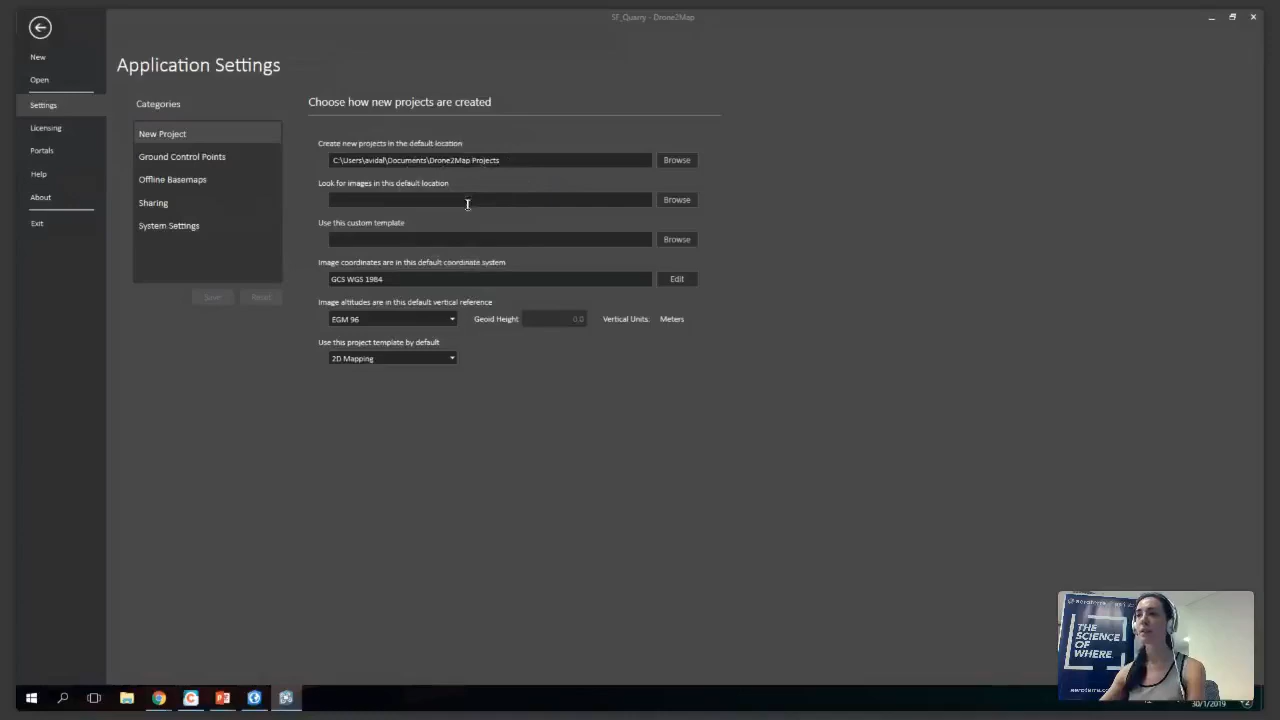 SF_Quarry - Drone2Map
New
Open
Settings
Licensing
Portals
Help
About
Exit
Application Settings
Categories
New Project
Ground Control Points
Offline Basemaps
Sharing
System Settings
Save
Reset
Choose how new projects are created
Create new projects in the default location
C:\Users\avidal\Documents\Drone2Map Projects
Browse
Look for images in this default location
Browse
Use this custom template
Browse
Image coordinates are in this default coordinate system
GCS WGS 1984
Edit
Image altitudes are in this default vertical reference
EGM 96
Geoid Height
0,0
Vertical Units:
Meters
Use this project template by default
2D Mapping
THE
SCIENCE
OF
WHERE
30/1/2019